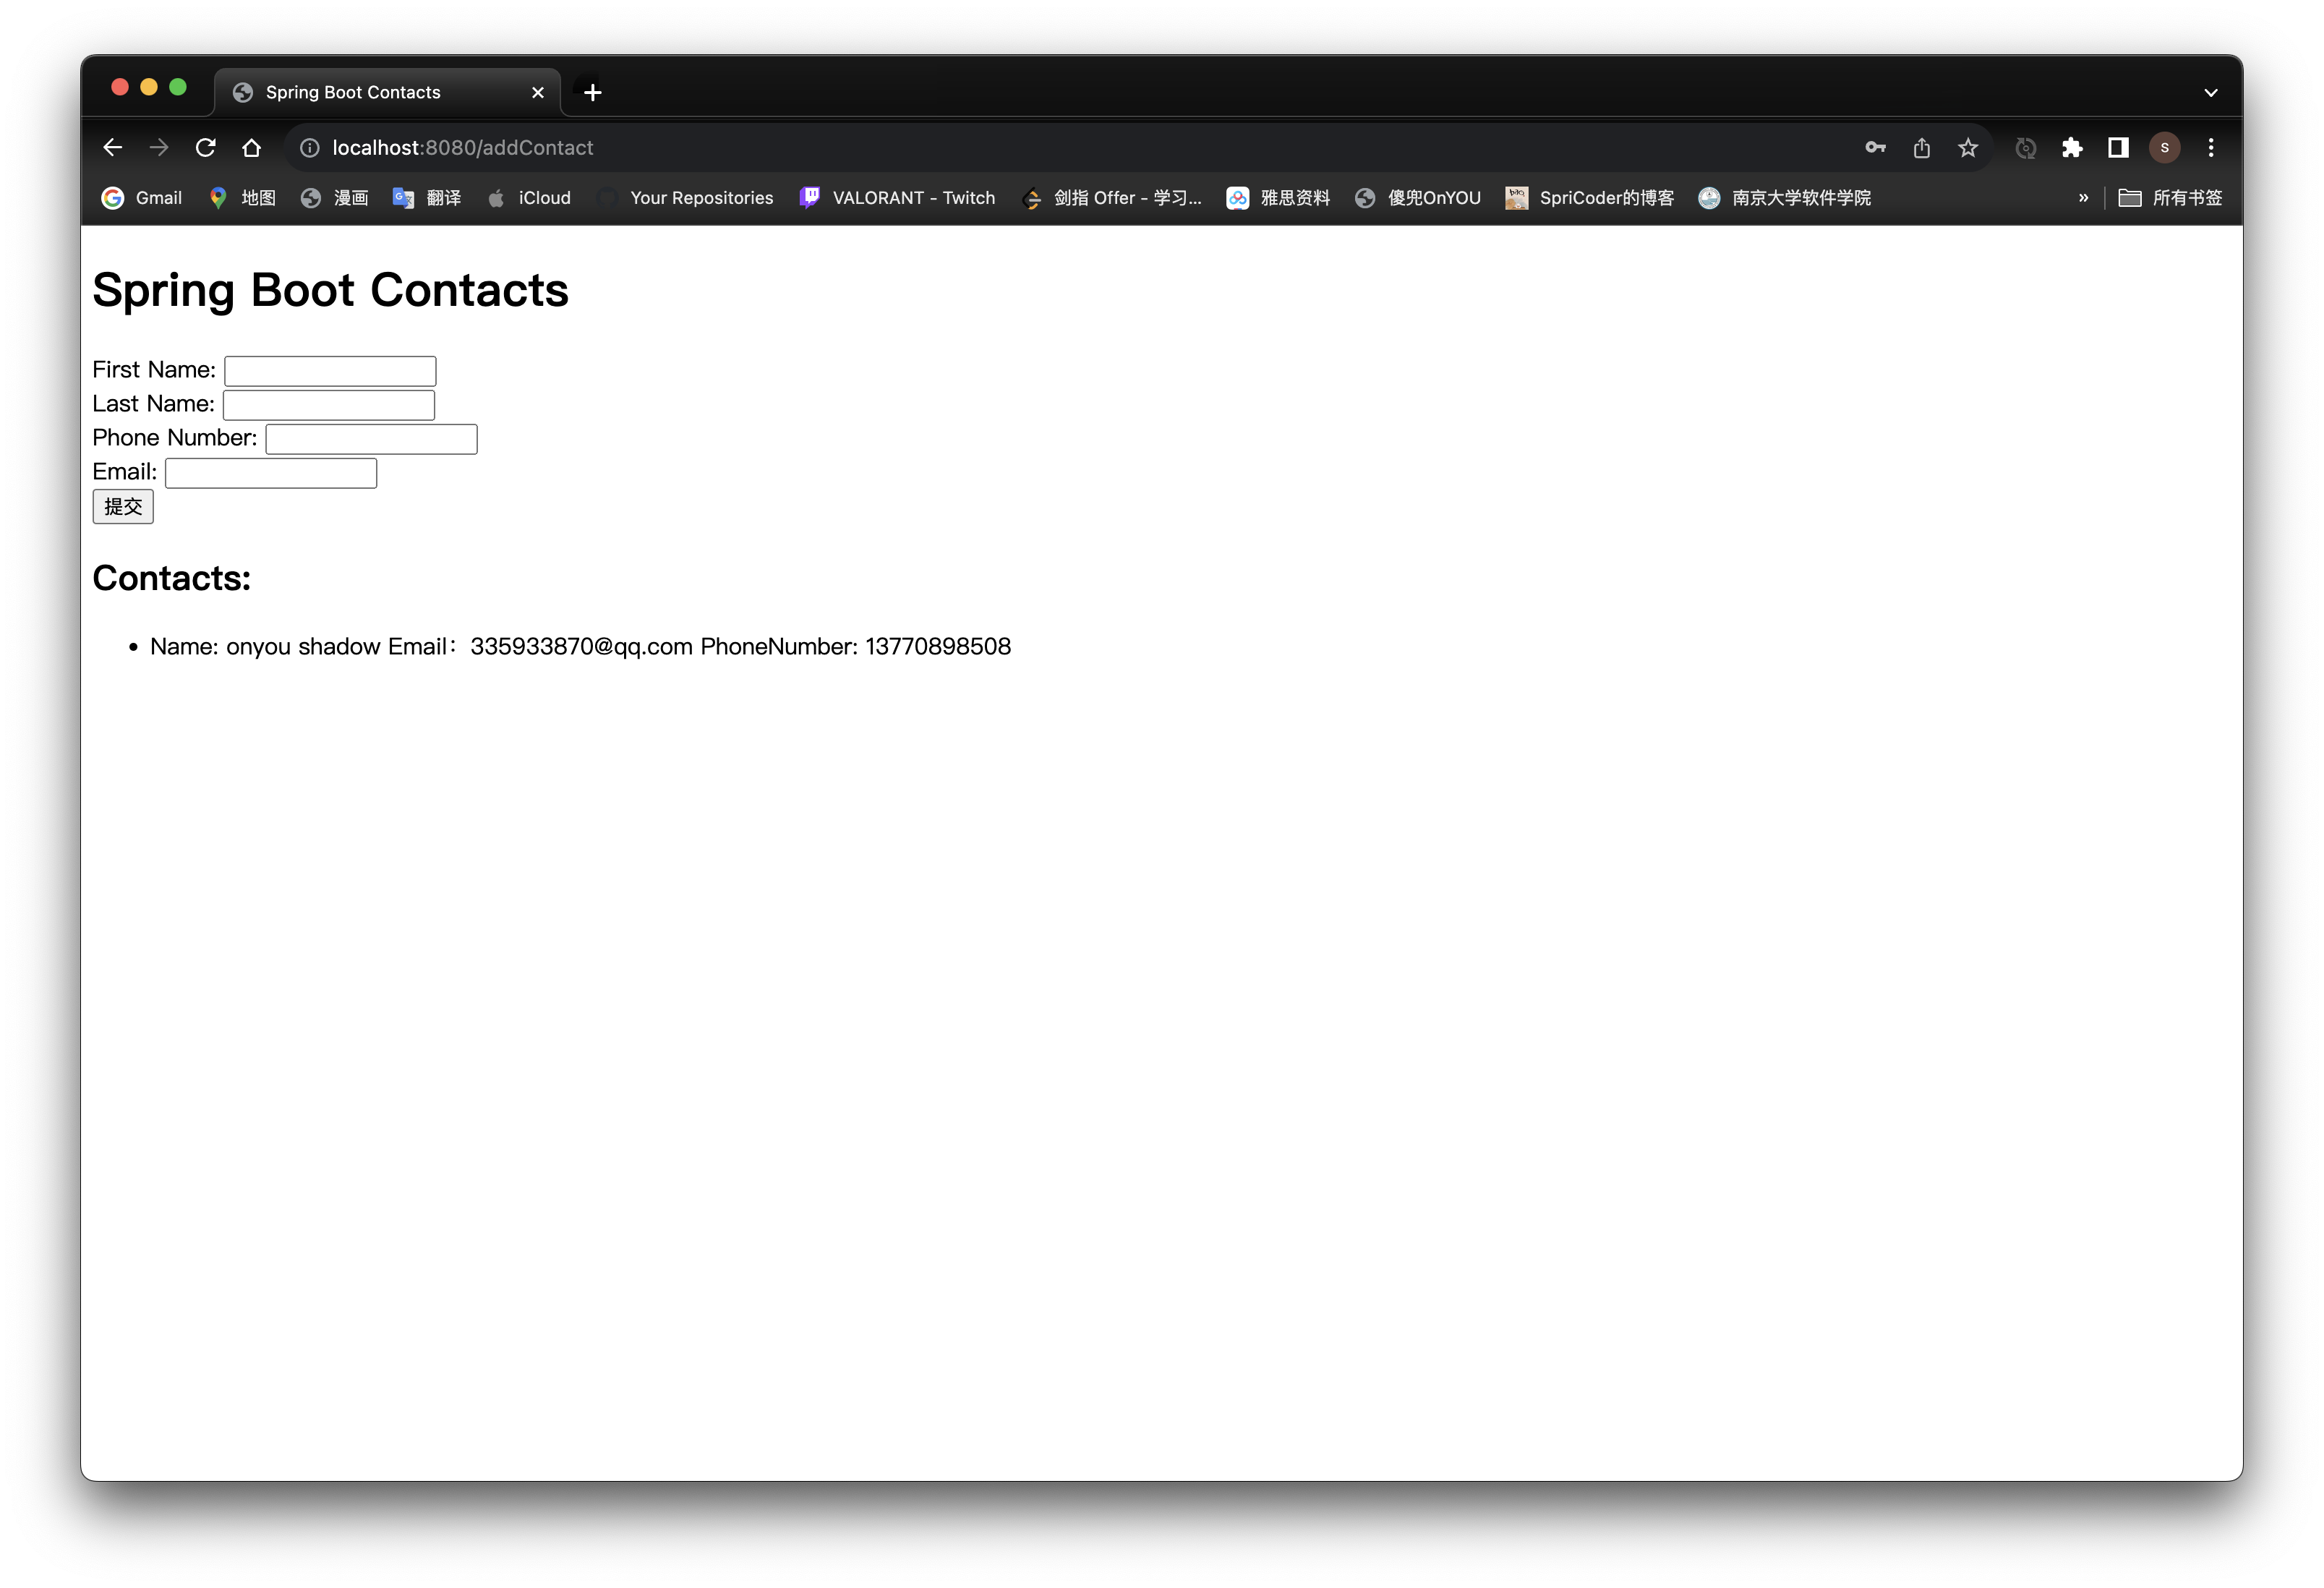 Spring Boot Contacts
localhost:8080/addContact
S
Gmail 地图 漫画 翻译 iCloud Your Repositories VALORANT - Twitch 剑指 Offer - 学习... 雅思资料 傻兜OnYOU SpriCoder的博客 南京大学软件学院 » 所有书签
Spring Boot Contacts
First Name:
Last Name:
Phone Number:
Email:
提交
Contacts:
• Name: onyou shadow Email：335933870@qq.com PhoneNumber: 13770898508